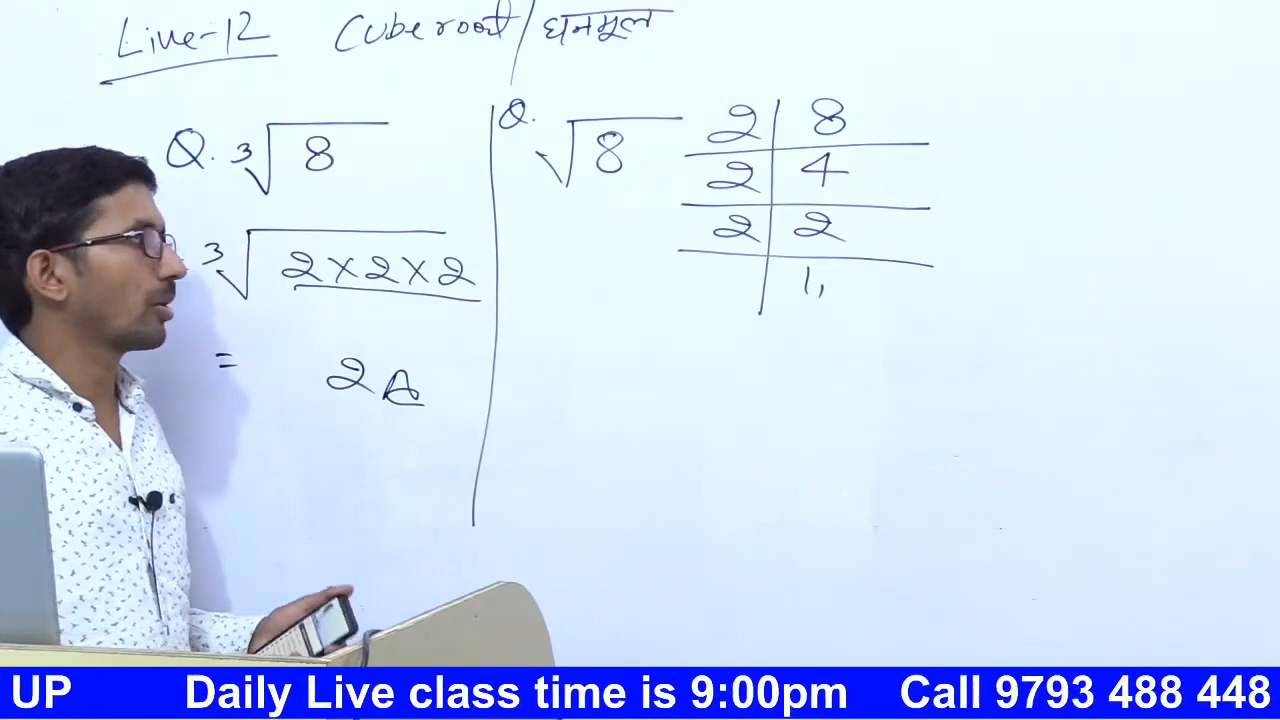 Live-12 Cube root/घनमूल
Q. ∛8
∛2×2×2
= 2 A
Q. √8
2 | 8
2 | 4
2 | 2
1,
UP Daily Live class time is 9:00pm Call 9793 488 448